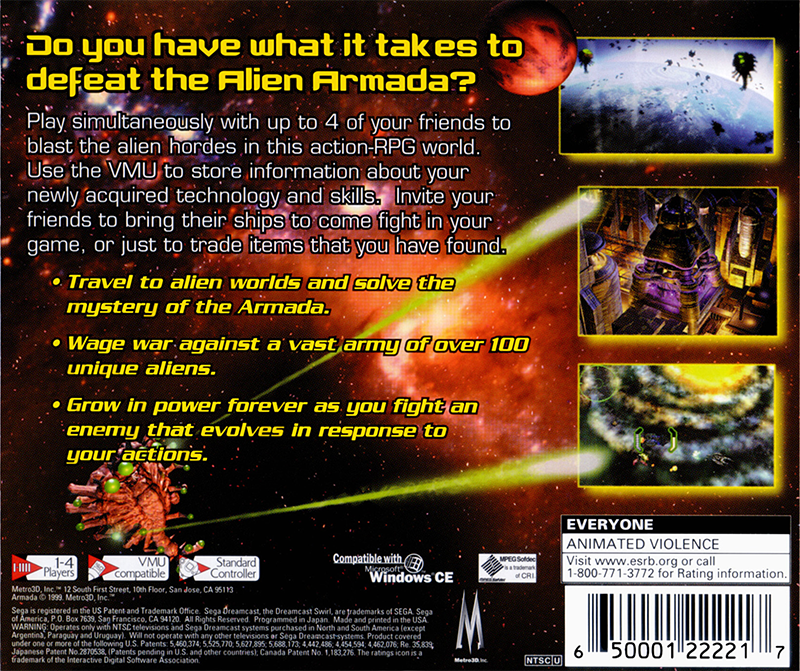 Do you have what it takes to
defeat the Alien Armada?
Play simultaneously with up to 4 of your friends to
blast the alien hordes in this action-RPG world.
Use the VMU to store information about your
newly acquired technology and skills. Invite your
friends to bring their ships to come fight in your
game, or just to trade items that you have found.
• Travel to alien worlds and solve the
mystery of the Armada.
• Wage war against a vast army of over 100
unique aliens.
• Grow in power forever as you fight an
enemy that evolves in response to
your actions.
EVERYONE
ANIMATED VIOLENCE
Visit www.esrb.org or call
1-800-771-3772 for Rating information.
1-4
Players
VMU
compatible
Standard
Controller
Compatible with
Microsoft
Windows CE
MPEG Sofdec
is a trademark
of CRI.
Metro3D, Inc.™ 12 South First Street, 10th Floor, San Jose, CA 95113
Armada © 1999. Metro3D, Inc.™
Sega is registered in the US Patent and Trademark Office. Sega Dreamcast, the Dreamcast Swirl, are trademarks of SEGA. Sega
of America, P.O. Box 7639, San Francisco, CA 94120. All Rights Reserved. Programmed in Japan. Made and printed in the USA.
WARNING: Operates only with NTSC televisions and Sega Dreamcast systems purchased in North and South America (except
Argentina, Paraguay and Uruguay). Will not operate with any other televisions or Sega Dreamcast systems. Product covered
under one or more of the following U.S. Patents: 5,460,374; 5,525,770; 5,627,895; 5,688,173; 4,442,486; 4,454,594; 4,462,076; Re. 35,839;
Japanese Patent No.2870538, (Patents pending in U.S. and other countries); Canada Patent No. 1,183,276. The ratings icon is a
trademark of the Interactive Digital Software Association.
Metro3D, Inc.
NTSC U
6 50001 22221 7